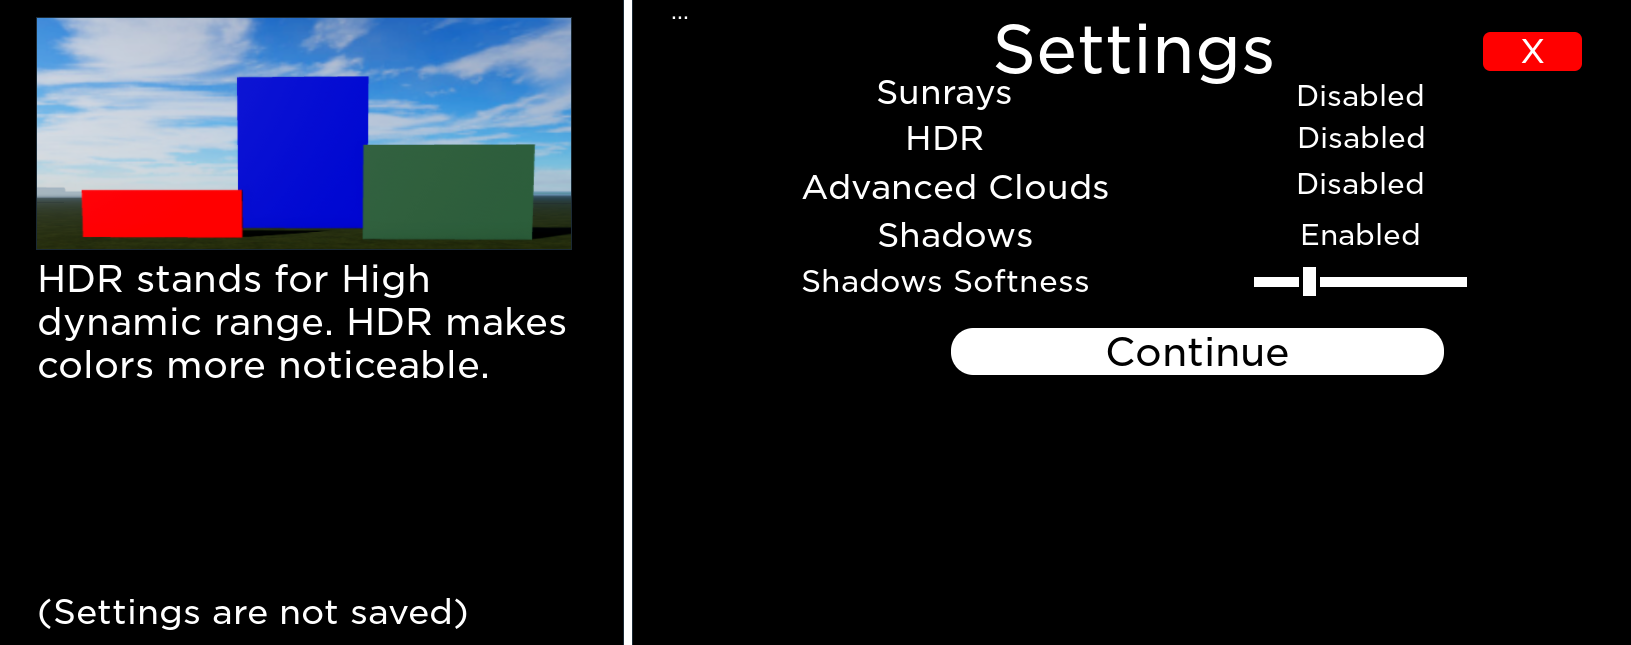 HDR stands for High
dynamic range. HDR makes
colors more noticeable.
(Settings are not saved)
...
Settings
X
Sunrays Disabled
HDR Disabled
Advanced Clouds Disabled
Shadows Enabled
Shadows Softness
Continue